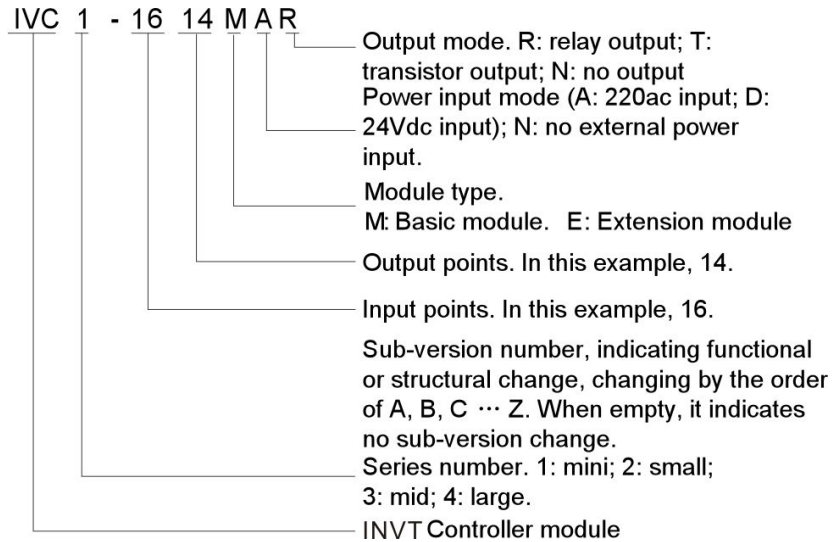 IVC 1 - 16 14 M A R
Output mode. R: relay output; T:
transistor output; N: no output
Power input mode (A: 220ac input; D:
24Vdc input); N: no external power
input.
Module type.
M: Basic module. E: Extension module
Output points. In this example, 14.
Input points. In this example, 16.
Sub-version number, indicating functional
or structural change, changing by the order
of A, B, C ··· Z. When empty, it indicates
no sub-version change.
Series number. 1: mini; 2: small;
3: mid; 4: large.
INVT Controller module